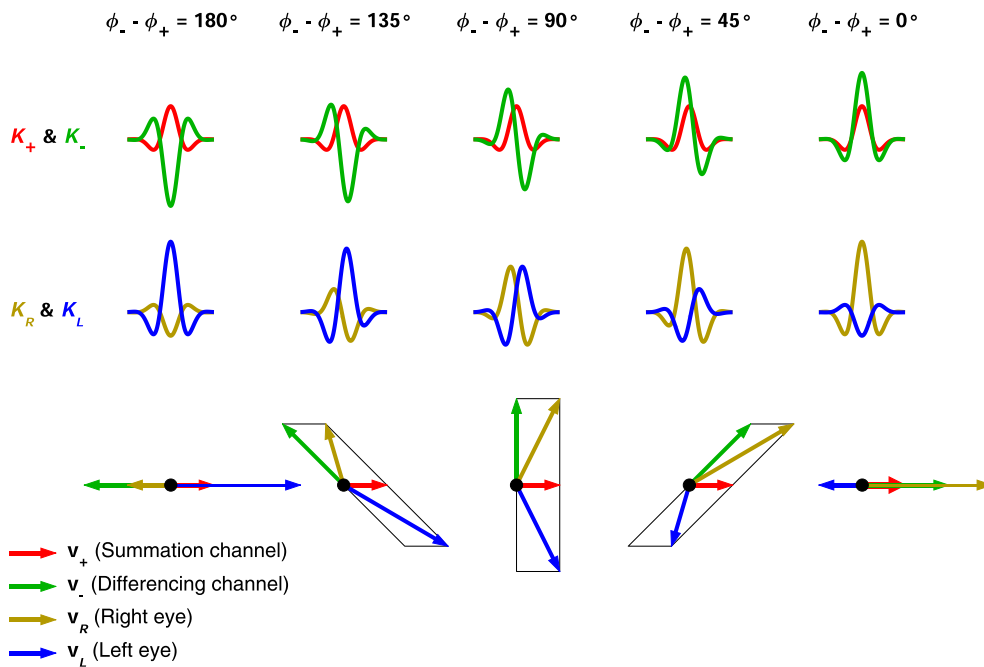 ϕ₋ - ϕ₊ = 180° ϕ₋ - ϕ₊ = 135° ϕ₋ - ϕ₊ = 90° ϕ₋ - ϕ₊ = 45° ϕ₋ - ϕ₊ = 0°
K₊ & K₋
K_R & K_L
v₊ (Summation channel)
v₋ (Differencing channel)
v_R (Right eye)
v_L (Left eye)